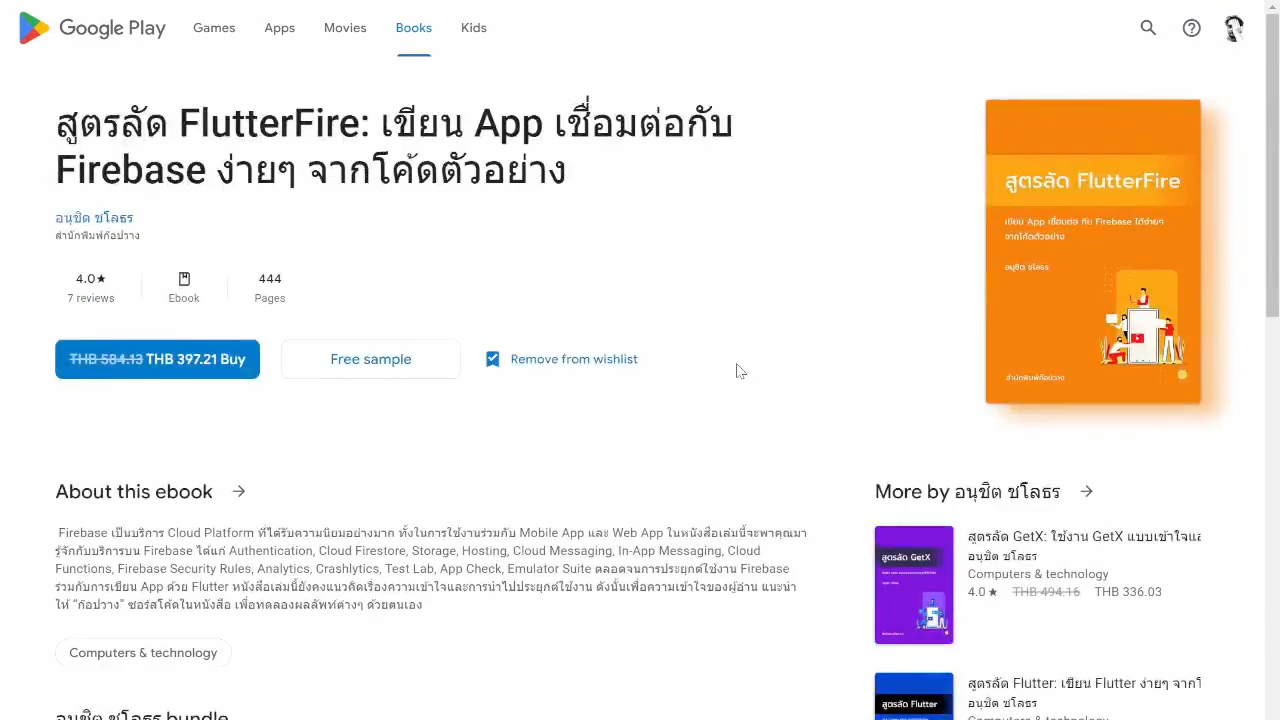 Google Play Games Apps Movies Books Kids
สูตรลัด FlutterFire: เขียน App เชื่อมต่อกับ
Firebase ง่ายๆ จากโค้ดตัวอย่าง
อนุชิต ชโลธร
สำนักพิมพ์ก๊อปวาง
4.0★
7 reviews
Ebook
444
Pages
THB 584.13 THB 397.21 Buy
Free sample
Remove from wishlist
สูตรลัด FlutterFire
เขียน App เชื่อมต่อ กับ Firebase ได้ง่ายๆ
จากโค้ดตัวอย่าง
อนุชิต ชโลธร
สำนักพิมพ์ก๊อปวาง
About this ebook
Firebase เป็นบริการ Cloud Platform ที่ได้รับความนิยมอย่างมาก ทั้งในการใช้งานร่วมกับ Mobile App และ Web App ในหนังสือเล่มนี้จะพาคุณมา
รู้จักกับบริการบน Firebase ได้แก่ Authentication, Cloud Firestore, Storage, Hosting, Cloud Messaging, In-App Messaging, Cloud
Functions, Firebase Security Rules, Analytics, Crashlytics, Test Lab, App Check, Emulator Suite ตลอดจนการประยุกต์ใช้งาน Firebase
ร่วมกับการเขียน App ด้วย Flutter หนังสือเล่มนี้ยังคงแนวคิดเรื่องความเข้าใจและการนำไปประยุกต์ใช้งาน ดังนั้นเพื่อความเข้าใจของผู้อ่าน แนะนำ
ให้ “ก๊อปวาง” ซอร์สโค้ดในหนังสือ เพื่อทดลองผลลัพท์ต่างๆ ด้วยตนเอง
Computers & technology
อนุชิต ชโลธร bundle
More by อนุชิต ชโลธร
สูตรลัด GetX
สูตรลัด GetX: ใช้งาน GetX แบบเข้าใจแล
อนุชิต ชโลธร
Computers & technology
4.0 ★ THB 494.16 THB 336.03
สูตรลัด Flutter
สูตรลัด Flutter: เขียน Flutter ง่ายๆ จากโ
อนุชิต ชโลธร
Computers & technology